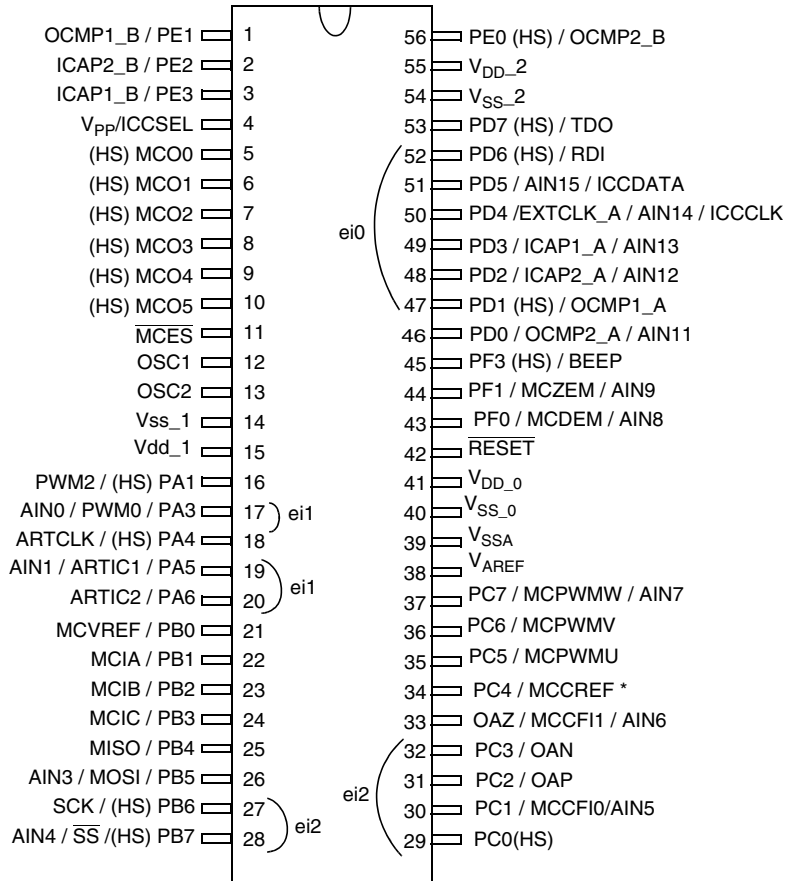 OCMP1_B / PE1 1
ICAP2_B / PE2 2
ICAP1_B / PE3 3
VPP/ICCSEL 4
(HS) MCO0 5
(HS) MCO1 6
(HS) MCO2 7
(HS) MCO3 8
(HS) MCO4 9
(HS) MCO5 10
MCES 11
OSC1 12
OSC2 13
Vss_1 14
Vdd_1 15
PWM2 / (HS) PA1 16
AIN0 / PWM0 / PA3 17
ei1
ARTCLK / (HS) PA4 18
AIN1 / ARTIC1 / PA5 19
ei1
ARTIC2 / PA6 20
MCVREF / PB0 21
MCIA / PB1 22
MCIB / PB2 23
MCIC / PB3 24
MISO / PB4 25
AIN3 / MOSI / PB5 26
SCK / (HS) PB6 27
ei2
AIN4 / SS /(HS) PB7 28
56 PE0 (HS) / OCMP2_B
55 VDD_2
54 VSS_2
53 PD7 (HS) / TDO
52 PD6 (HS) / RDI
51 PD5 / AIN15 / ICCDATA
50 PD4 /EXTCLK_A / AIN14 / ICCCLK
ei0
49 PD3 / ICAP1_A / AIN13
48 PD2 / ICAP2_A / AIN12
47 PD1 (HS) / OCMP1_A
46 PD0 / OCMP2_A / AIN11
45 PF3 (HS) / BEEP
44 PF1 / MCZEM / AIN9
43 PF0 / MCDEM / AIN8
42 RESET
41 VDD_0
40 VSS_0
39 VSSA
38 VAREF
37 PC7 / MCPWMW / AIN7
36 PC6 / MCPWMV
35 PC5 / MCPWMU
34 PC4 / MCCREF *
33 OAZ / MCCFI1 / AIN6
32 PC3 / OAN
31 PC2 / OAP
ei2
30 PC1 / MCCFI0/AIN5
29 PC0(HS)